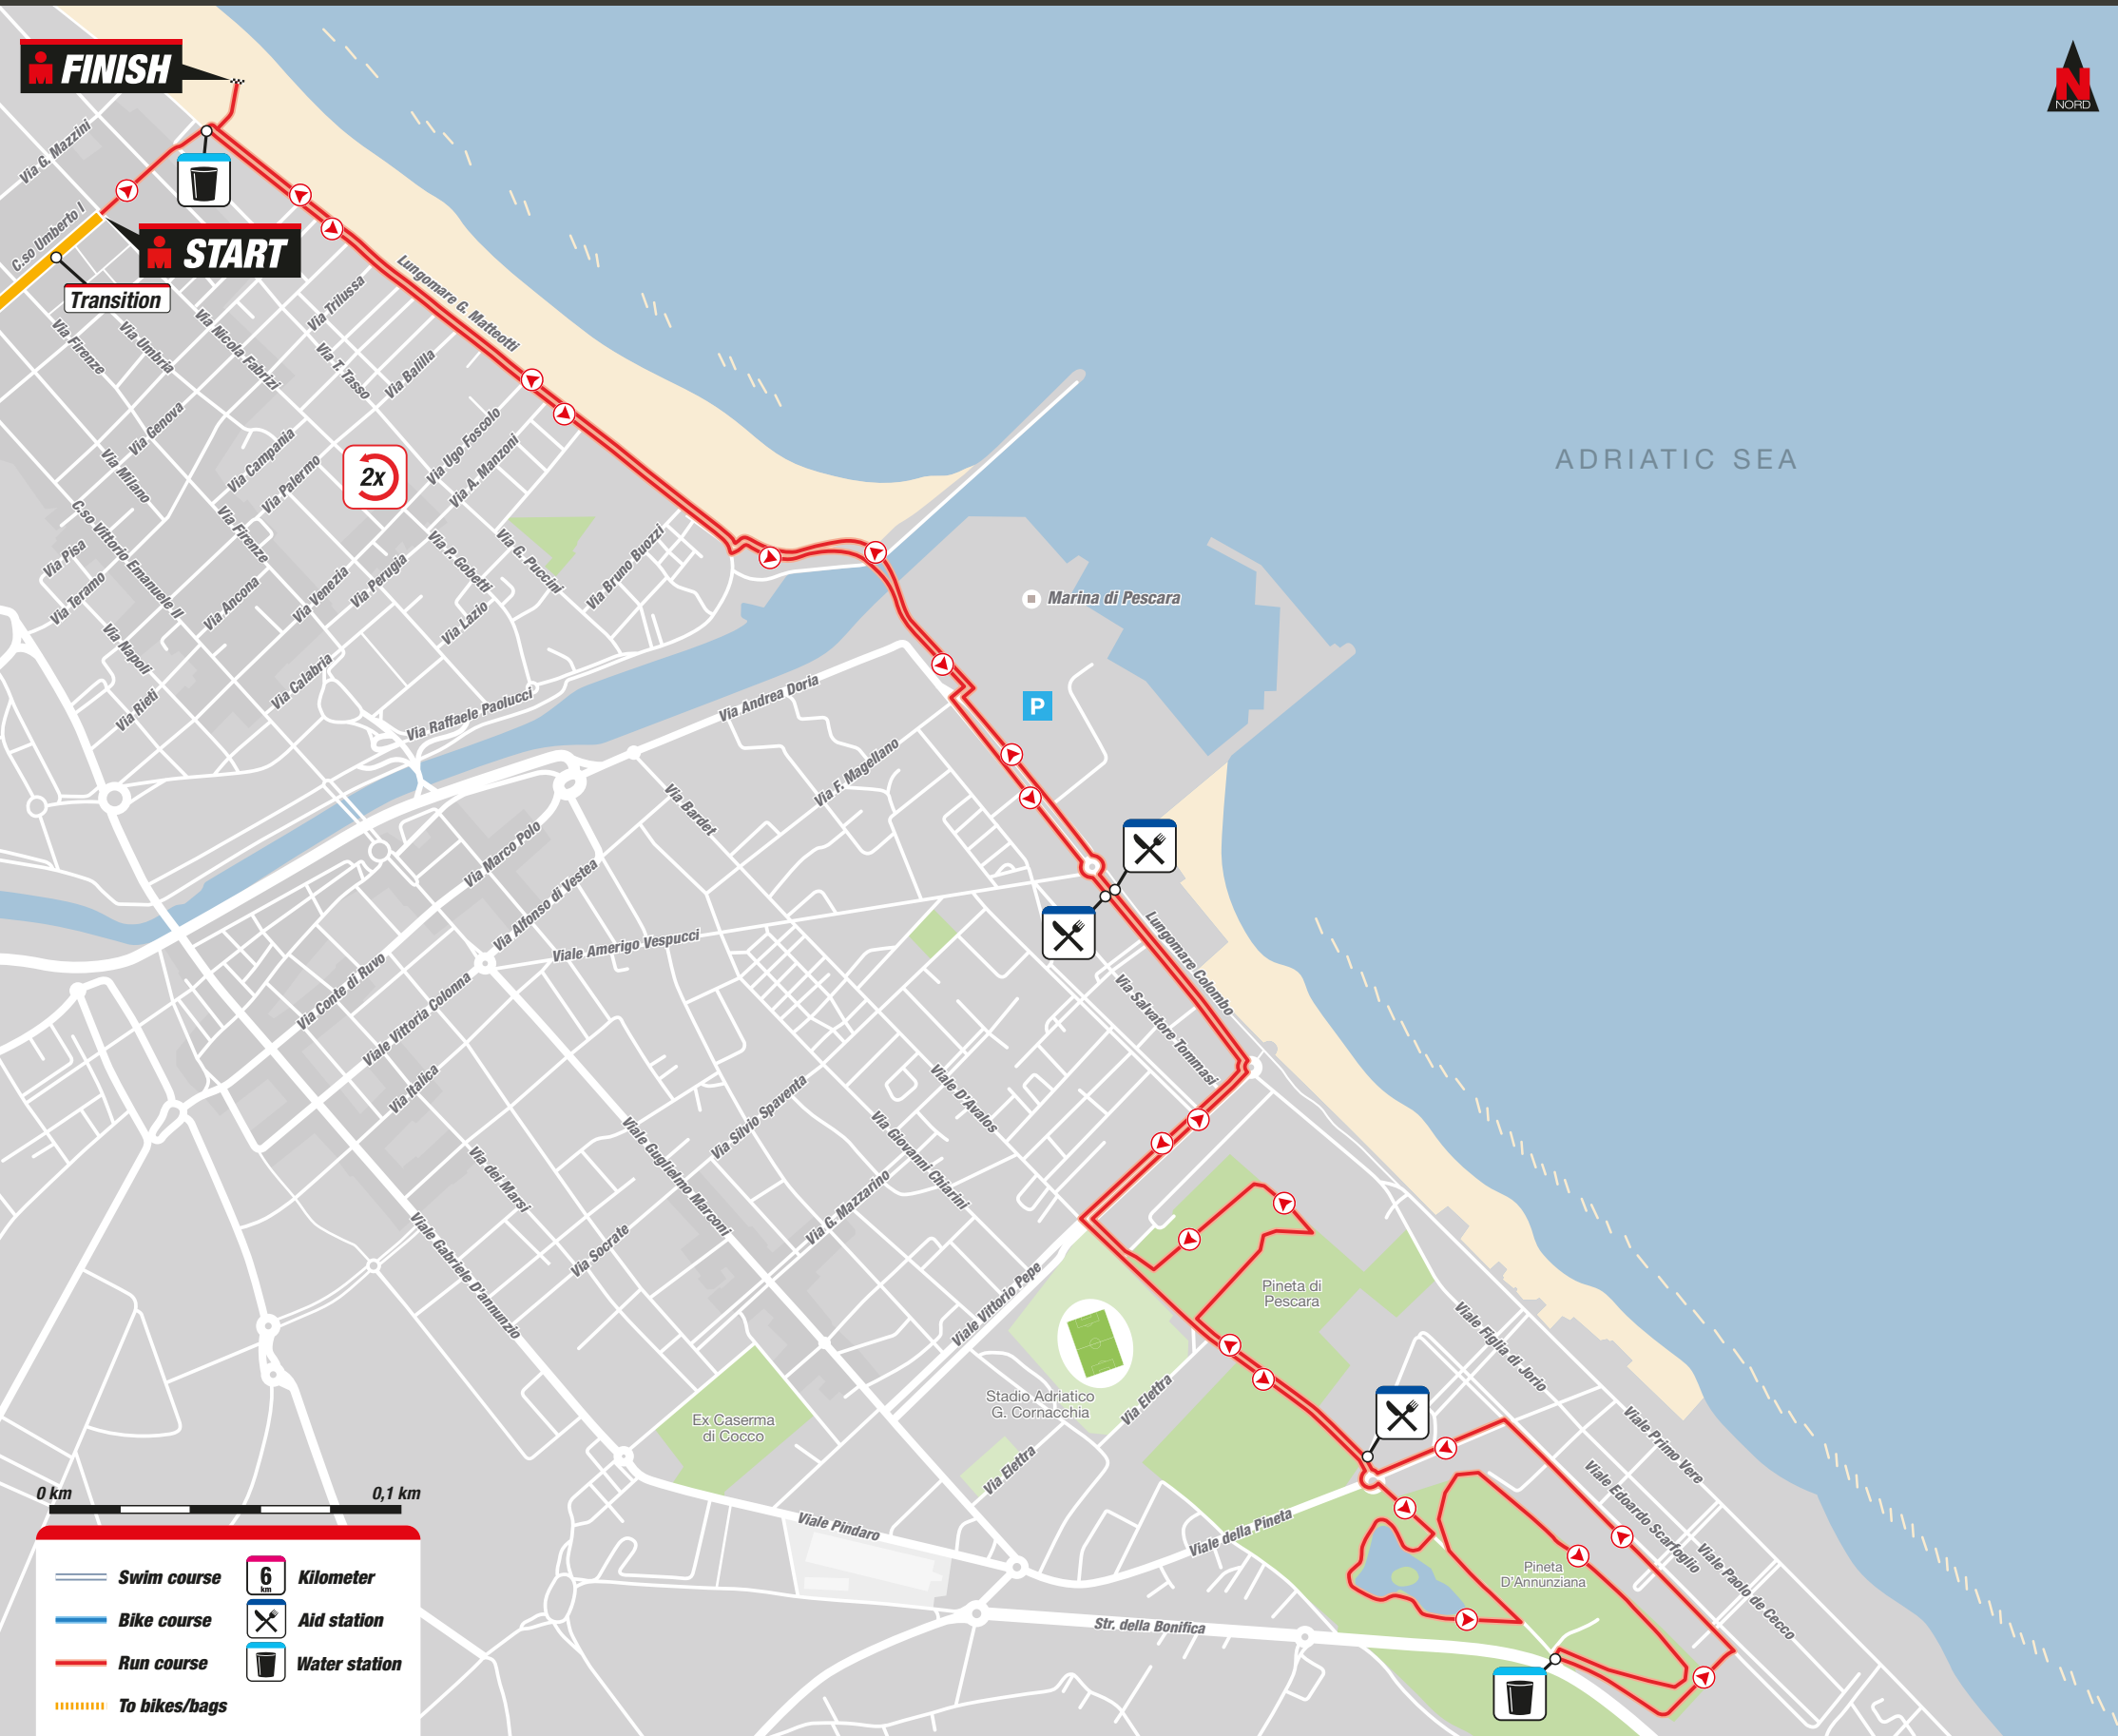 FINISH
N
NORD
Via G. Mazzini
C.so Umberto I
START
Transition
Lungomare G. Matteotti
Via Trilussa
Via Nicola Fabrizi
Via Umbria
Via Firenze
Via T. Tasso
Via Balilla
Via Genova
Via Campania
Via Palermo
2x
Via Ugo Foscolo
Via A. Manzoni
ADRIATIC SEA
Via Milano
C.so Vittorio Emanuele II
Via Firenze
Via P. Gobetti
Via G. Puccini
Via Bruno Buozzi
Via Pisa
Via Teramo
Via Ancona
Via Venezia
Via Perugia
Via Lazio
Marina di Pescara
Via Napoli
Via Rieti
Via Calabria
Via Raffaele Paolucci
Via Andrea Doria
P
Via F. Magellano
Via Bardet
Via Marco Polo
Via Alfonso di Vestea
Viale Amerigo Vespucci
Lungomare Colombo
Via Conte di Ruvo
Viale Vittoria Colonna
Via Salvatore Tommasi
Via Italica
Viale D'Avalos
Via Silvio Spaventa
Via Giovanni Chiarini
Viale Guglielmo Marconi
Via dei Marsi
Via G. Mazzarino
Via Socrate
Viale Gabriele D'annunzio
Viale Vittorio Pepe
Pineta di
Pescara
Viale Figlia di Jorio
Stadio Adriatico
G. Cornacchia
Via Elettra
Ex Caserma
di Cocco
Via Elettra
Viale Primo Vere
Viale Edoardo Scarfoglio
Viale Paolo de Cecco
Viale Pindaro
Viale della Pineta
Pineta
D'Annunziana
Str. della Bonifica
0 km
0,1 km
Swim course
6
km
Kilometer
Bike course
Aid station
Run course
Water station
To bikes/bags